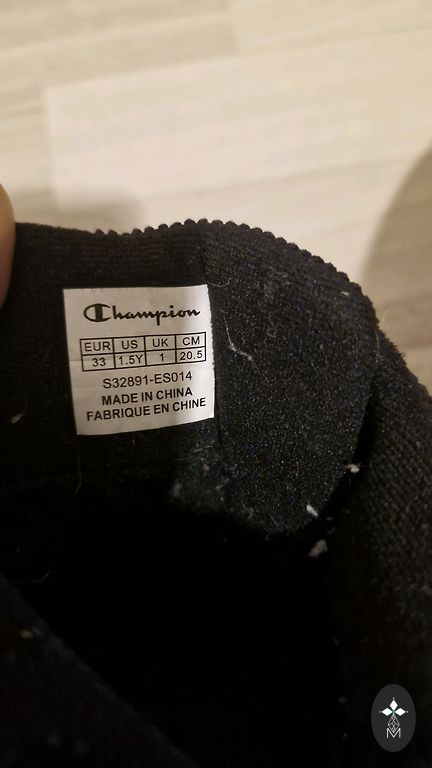 Champion
EUR US UK CM
33 1.5Y 1 20.5
S32891-ES014
MADE IN CHINA
FABRIQUE EN CHINE
M